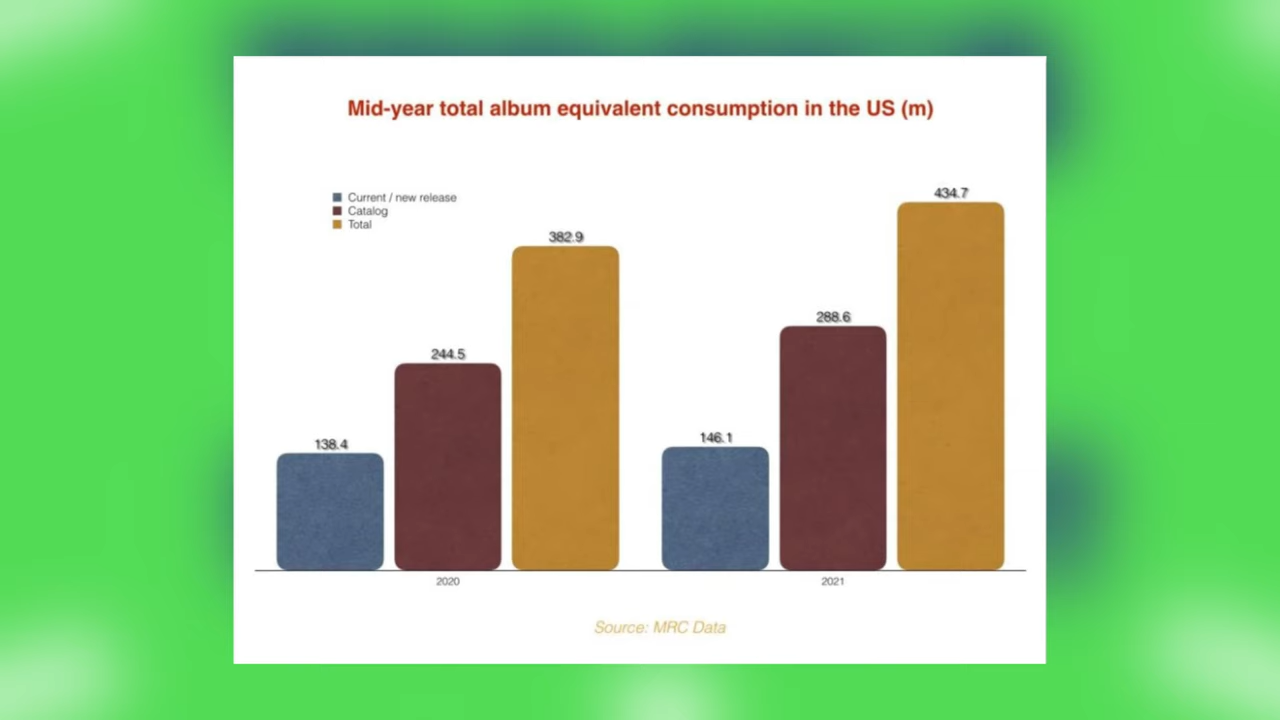 Mid-year total album equivalent consumption in the US (m)
Current / new release
Catalog
Total
434.7
382.9
288.6
244.5
146.1
138.4
2020
2021
Source: MRC Data